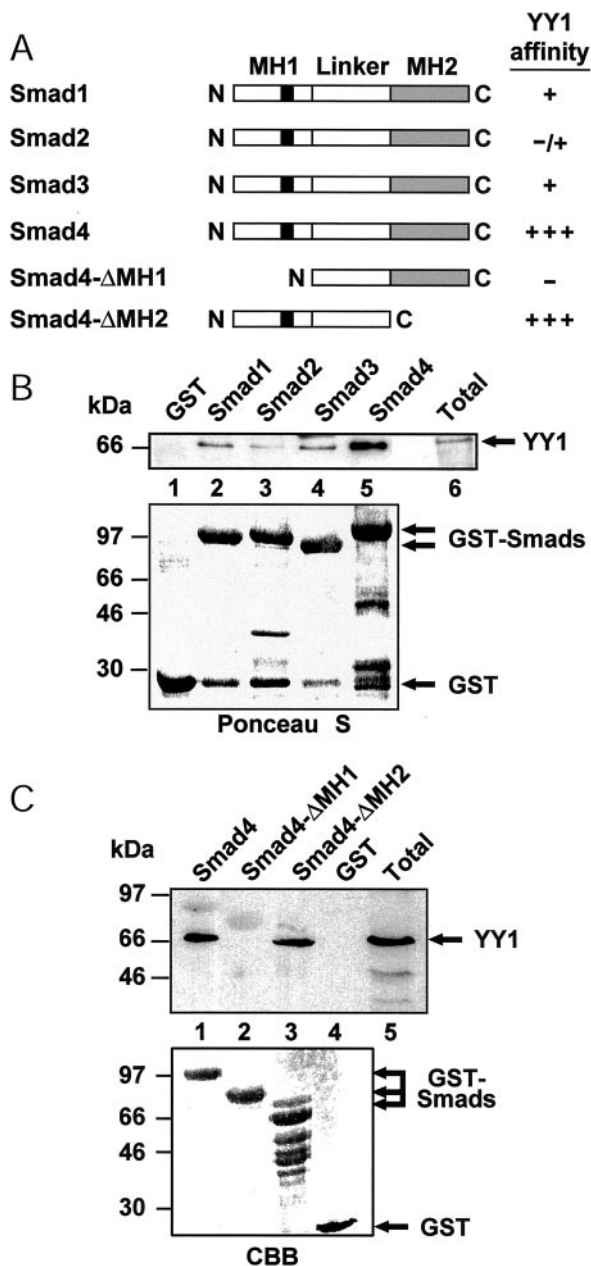 A
YY1
affinity
MH1 Linker MH2
Smad1 N C +
Smad2 N C –/+
Smad3 N C +
Smad4 N C +++
Smad4-ΔMH1 N C –
Smad4-ΔMH2 N C +++
B
kDa GST Smad1 Smad2 Smad3 Smad4 Total
66 YY1
1 2 3 4 5 6
97 GST-Smads
66
46
30
GST
Ponceau S
C
kDa Smad4 Smad4-ΔMH1 Smad4-ΔMH2 GST Total
97
66 YY1
46
1 2 3 4 5
97 GST-
Smads
66
46
30
GST
CBB